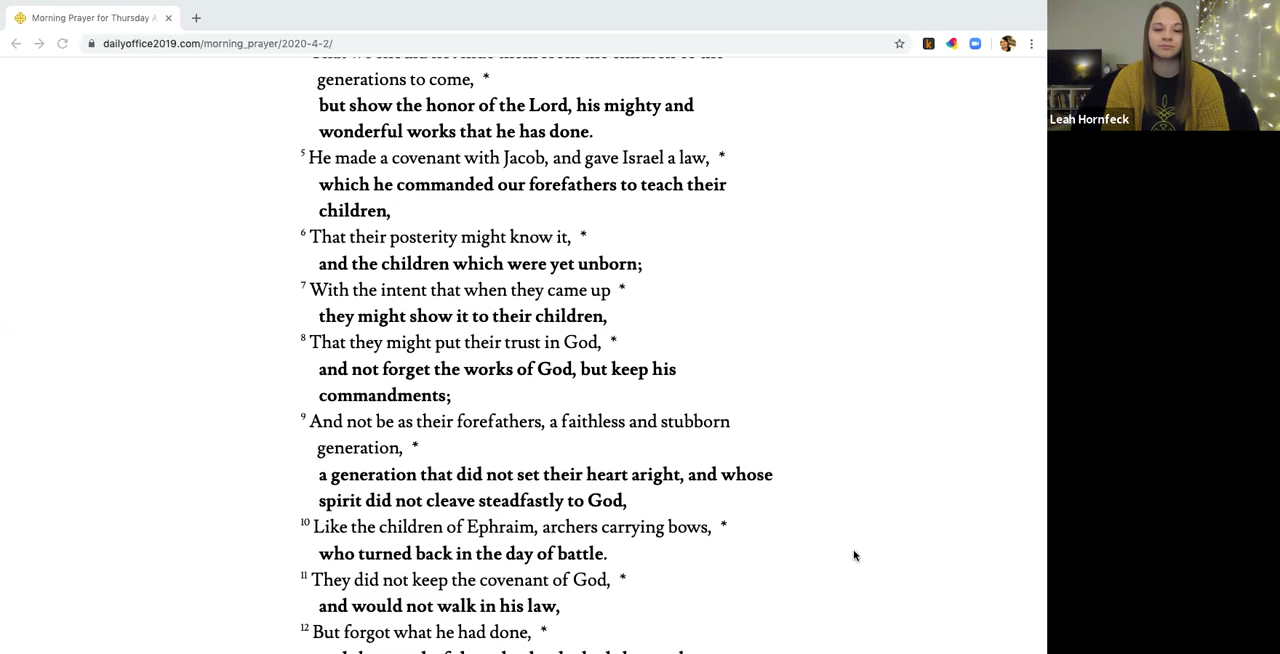 Morning Prayer for Thursday A
dailyoffice2019.com/morning_prayer/2020-4-2/
generations to come, *
but show the honor of the Lord, his mighty and
wonderful works that he has done.
5 He made a covenant with Jacob, and gave Israel a law, *
which he commanded our forefathers to teach their
children,
6 That their posterity might know it, *
and the children which were yet unborn;
7 With the intent that when they came up *
they might show it to their children,
8 That they might put their trust in God, *
and not forget the works of God, but keep his
commandments;
9 And not be as their forefathers, a faithless and stubborn
generation, *
a generation that did not set their heart aright, and whose
spirit did not cleave steadfastly to God,
10 Like the children of Ephraim, archers carrying bows, *
who turned back in the day of battle.
11 They did not keep the covenant of God, *
and would not walk in his law,
12 But forgot what he had done, *
Leah Hornfeck